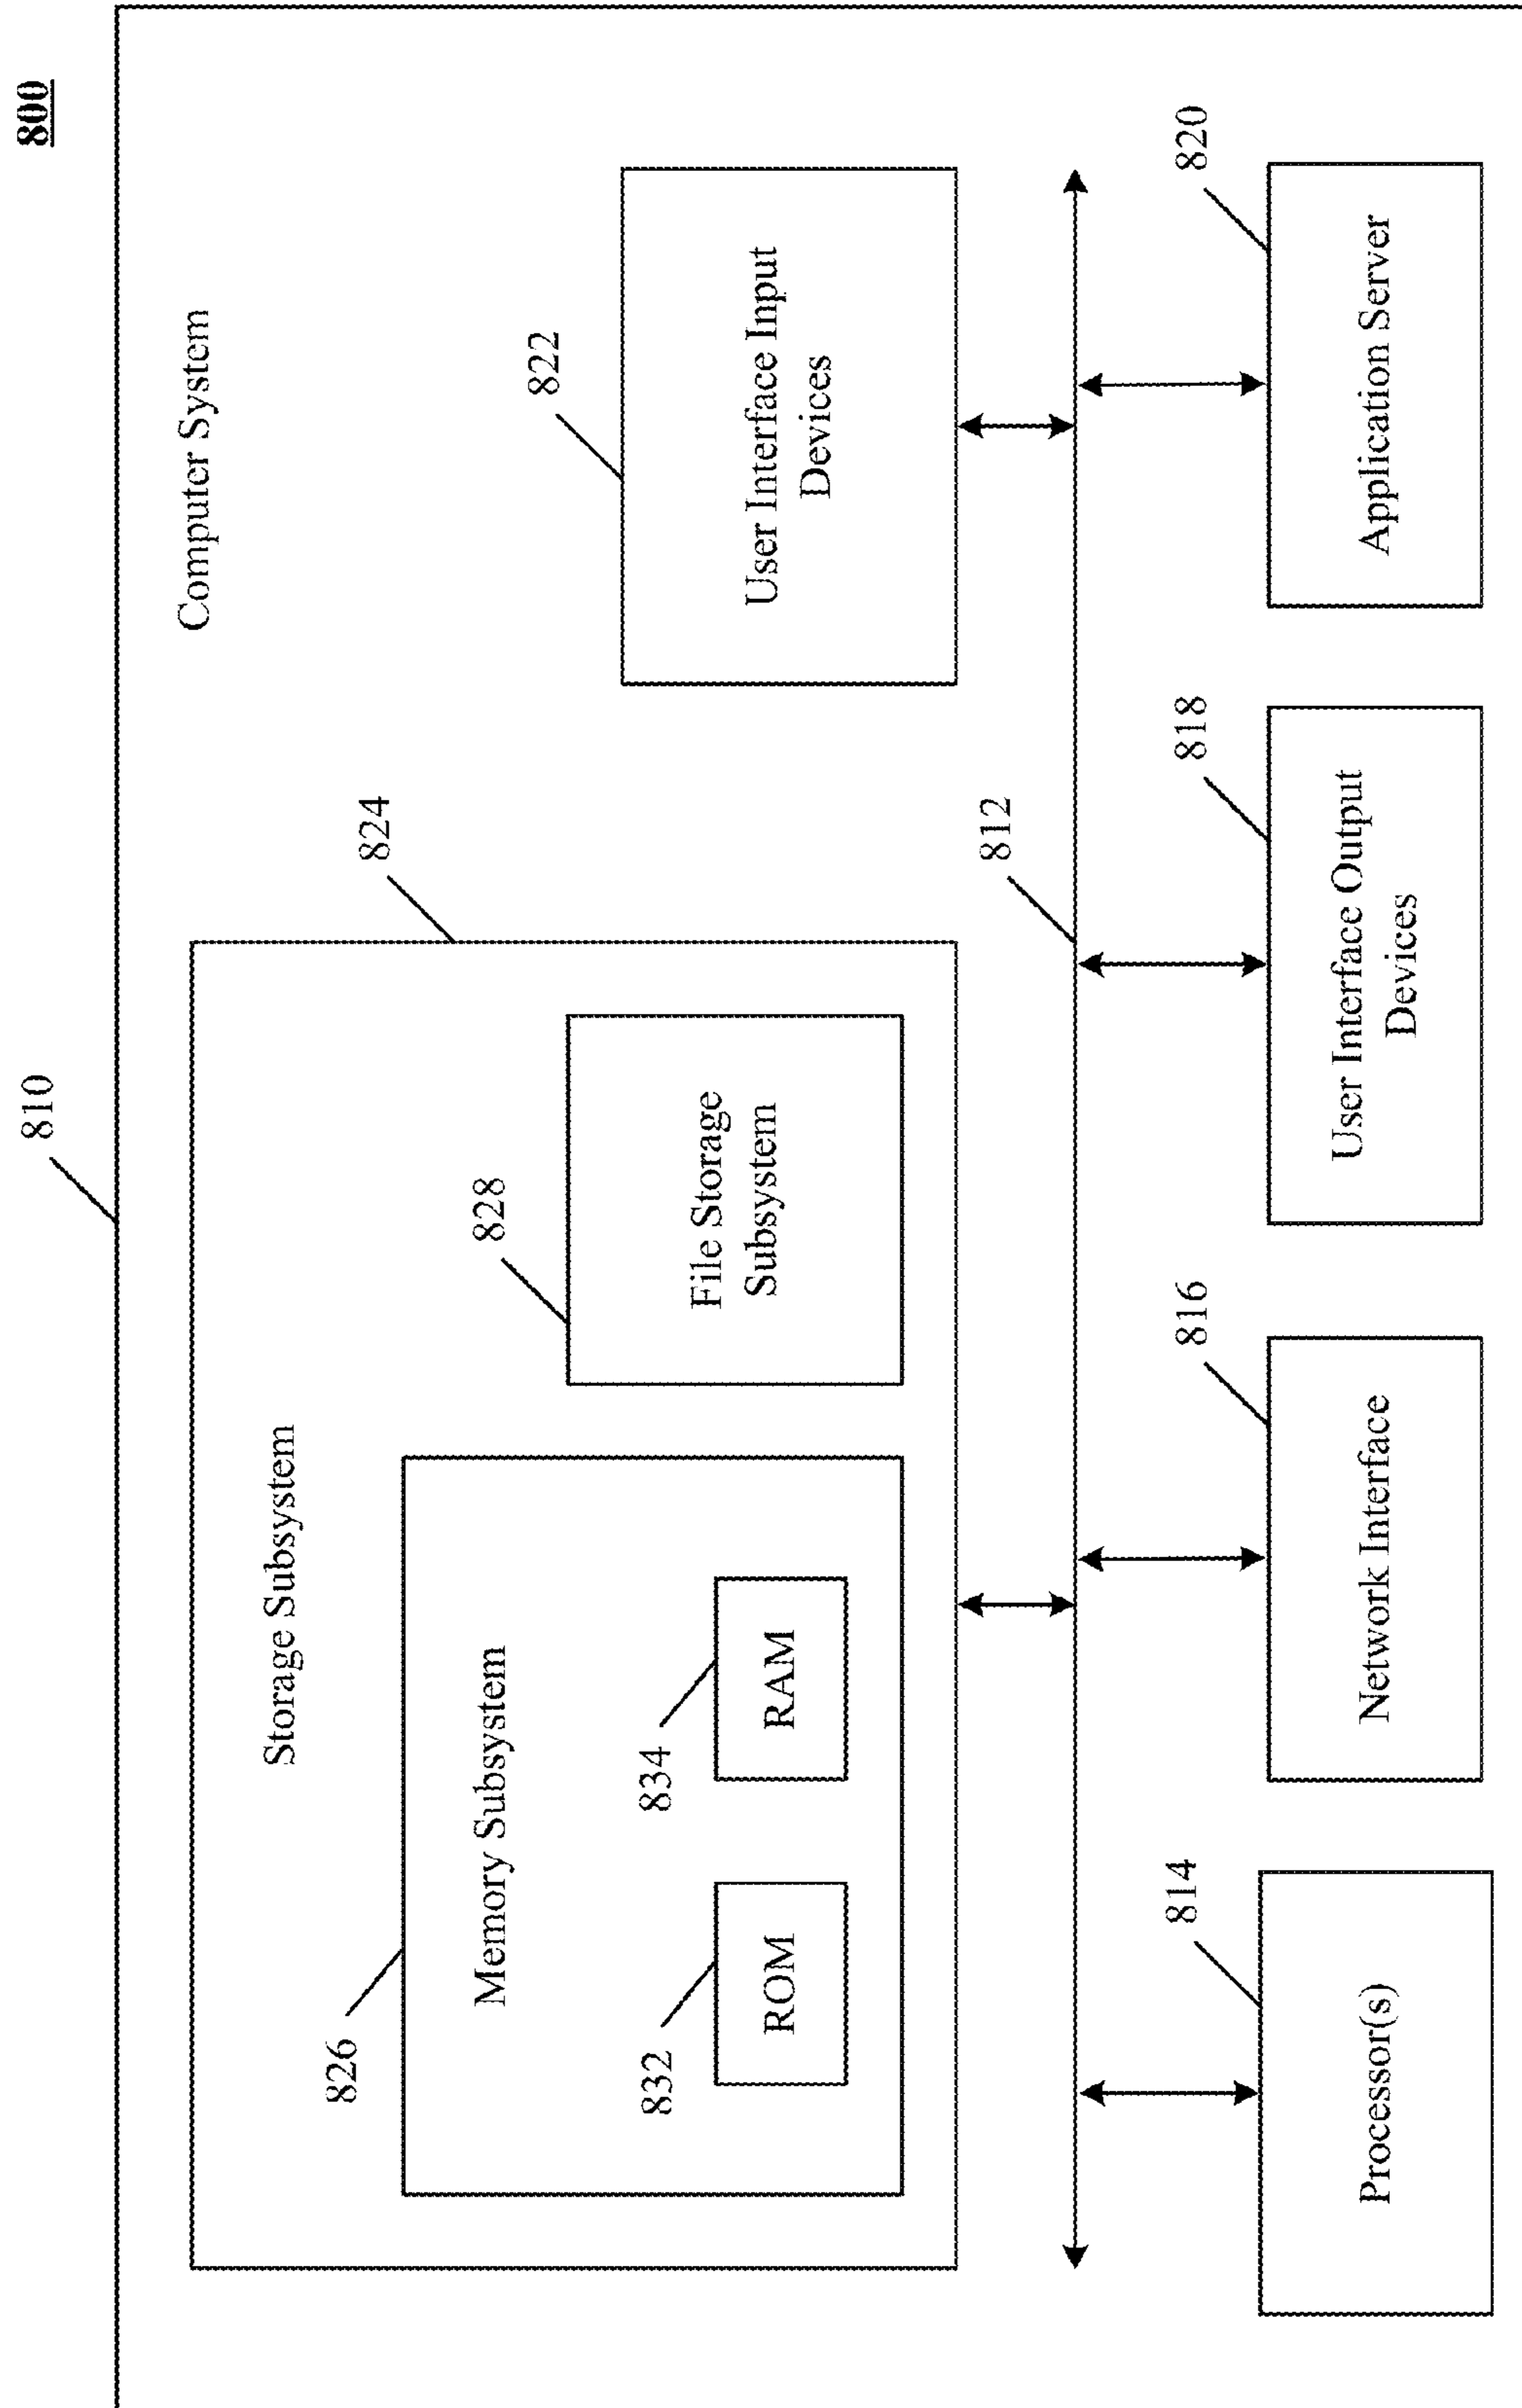 800
810
Computer System
Storage Subsystem
824
Memory Subsystem
826
ROM
832
RAM
834
File Storage
Subsystem
828
User Interface Input
Devices
822
812
Processor(s)
814
Network Interface
816
User Interface Output
Devices
818
Application Server
820